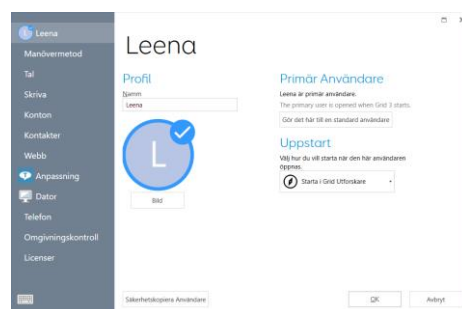 L Leena
Manövermetod
Tal
Skriva
Konton
Kontakter
Webb
Anpassning
Dator
Telefon
Omgivningskontroll
Licenser
Leena
Profil
Namm
Leena
L
Bild
Primär Användare
Leena är primär användare.
The primary user is opened when Grid 3 starts.
Gör det här till en standard användare
Uppstart
Välj hur du vill starta när den här användaren
öppnas.
Starta i Grid Utforskare
Säkerhetskopiera Användare
OK
Avbryt